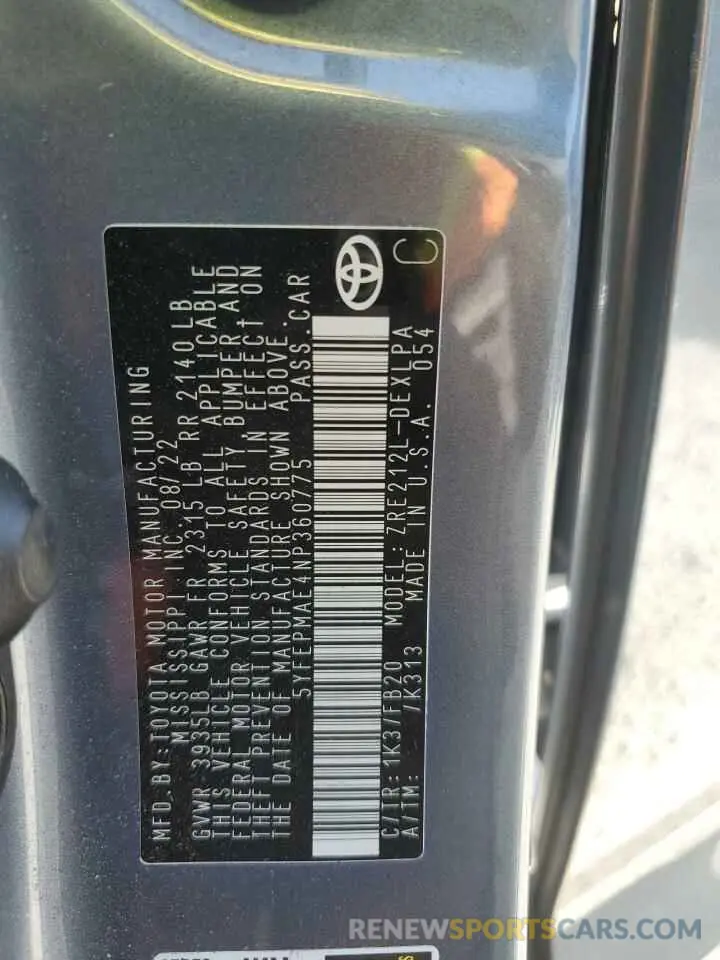 MFD. BY: TOYOTA MOTOR MANUFACTURING
MISSISSIPPI INC 08/22
GVWR 3935LB GAWR FR 2315 LB RR 2140LB
THIS VEHICLE CONFORMS TO ALL APPLICABLE
FEDERAL MOTOR VEHICLE SAFETY, BUMPER AND
THEFT PREVENTION STANDARDS IN EFFECT ON
THE DATE OF MANUFACTURE SHOWN ABOVE.
5YFEPMAE4NP360775 PASS.CAR
C
C/TR: 1K3/FB20 MODEL: ZRE212L-DEXLPA
A/TM: - /K313 MADE IN U.S.A. 054
RENEWSPORTSCARS.COM